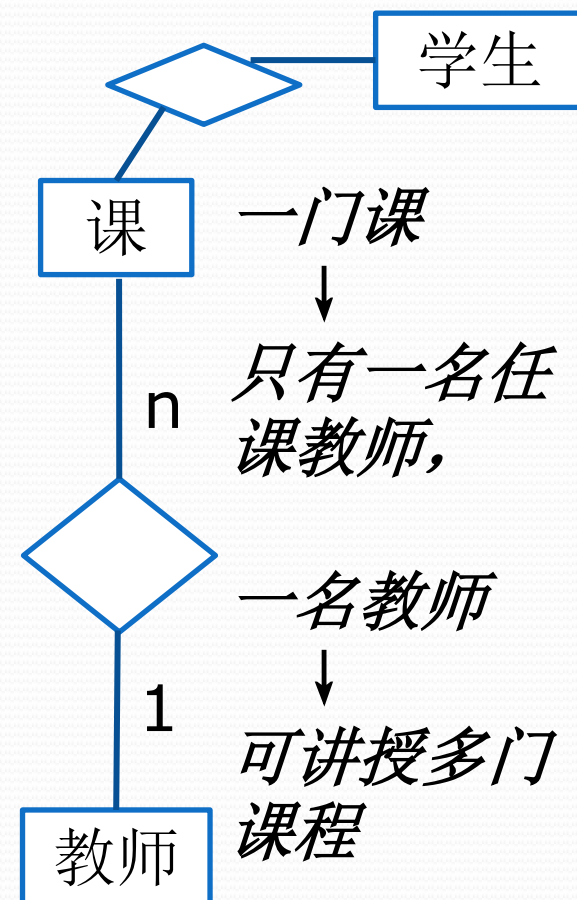 学生
课
一门课
↓
只有一名任
课教师，
n
一名教师
↓
1
可讲授多门
课程
教师